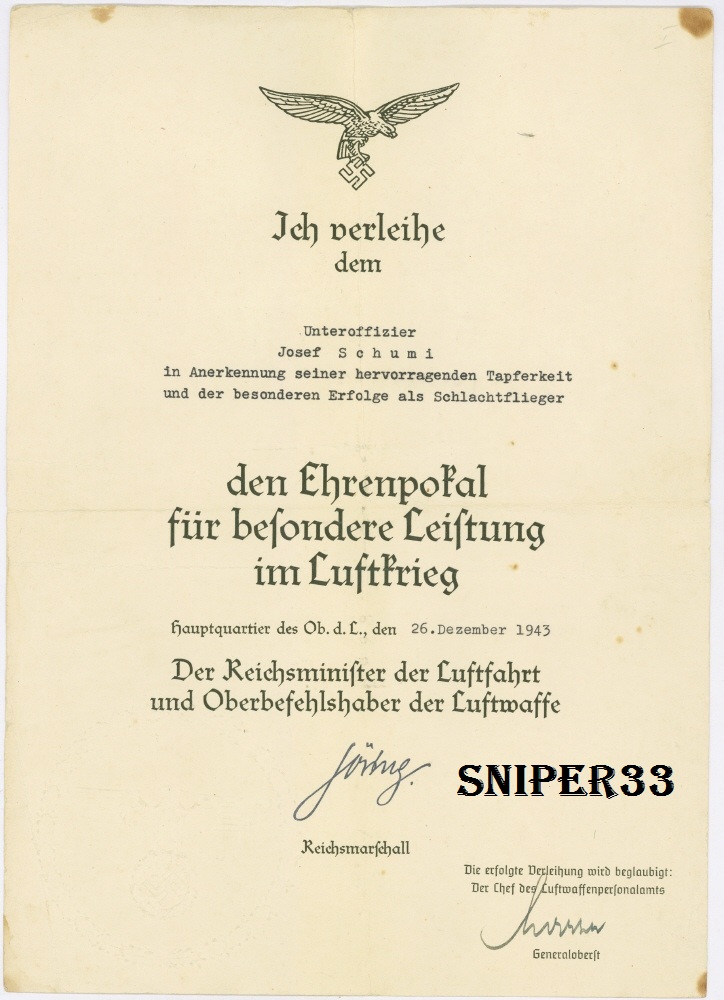 Ich verleihe
dem
Unteroffizier
Josef S c h u m i
in Anerkennung seiner hervorragenden Tapferkeit
und der besonderen Erfolge als Schlachtflieger
den Ehrenpokal
für besondere Leistung
im Luftkrieg
Hauptquartier des Ob. d. L., den 26.Dezember 1943
Der Reichsminister der Luftfahrt
und Oberbefehlshaber der Luftwaffe
Göring.
SNIPER33
Reichsmarschall
Die erfolgte Verleihung wird beglaubigt:
Der Chef des Luftwaffenpersonalamts
Generaloberst